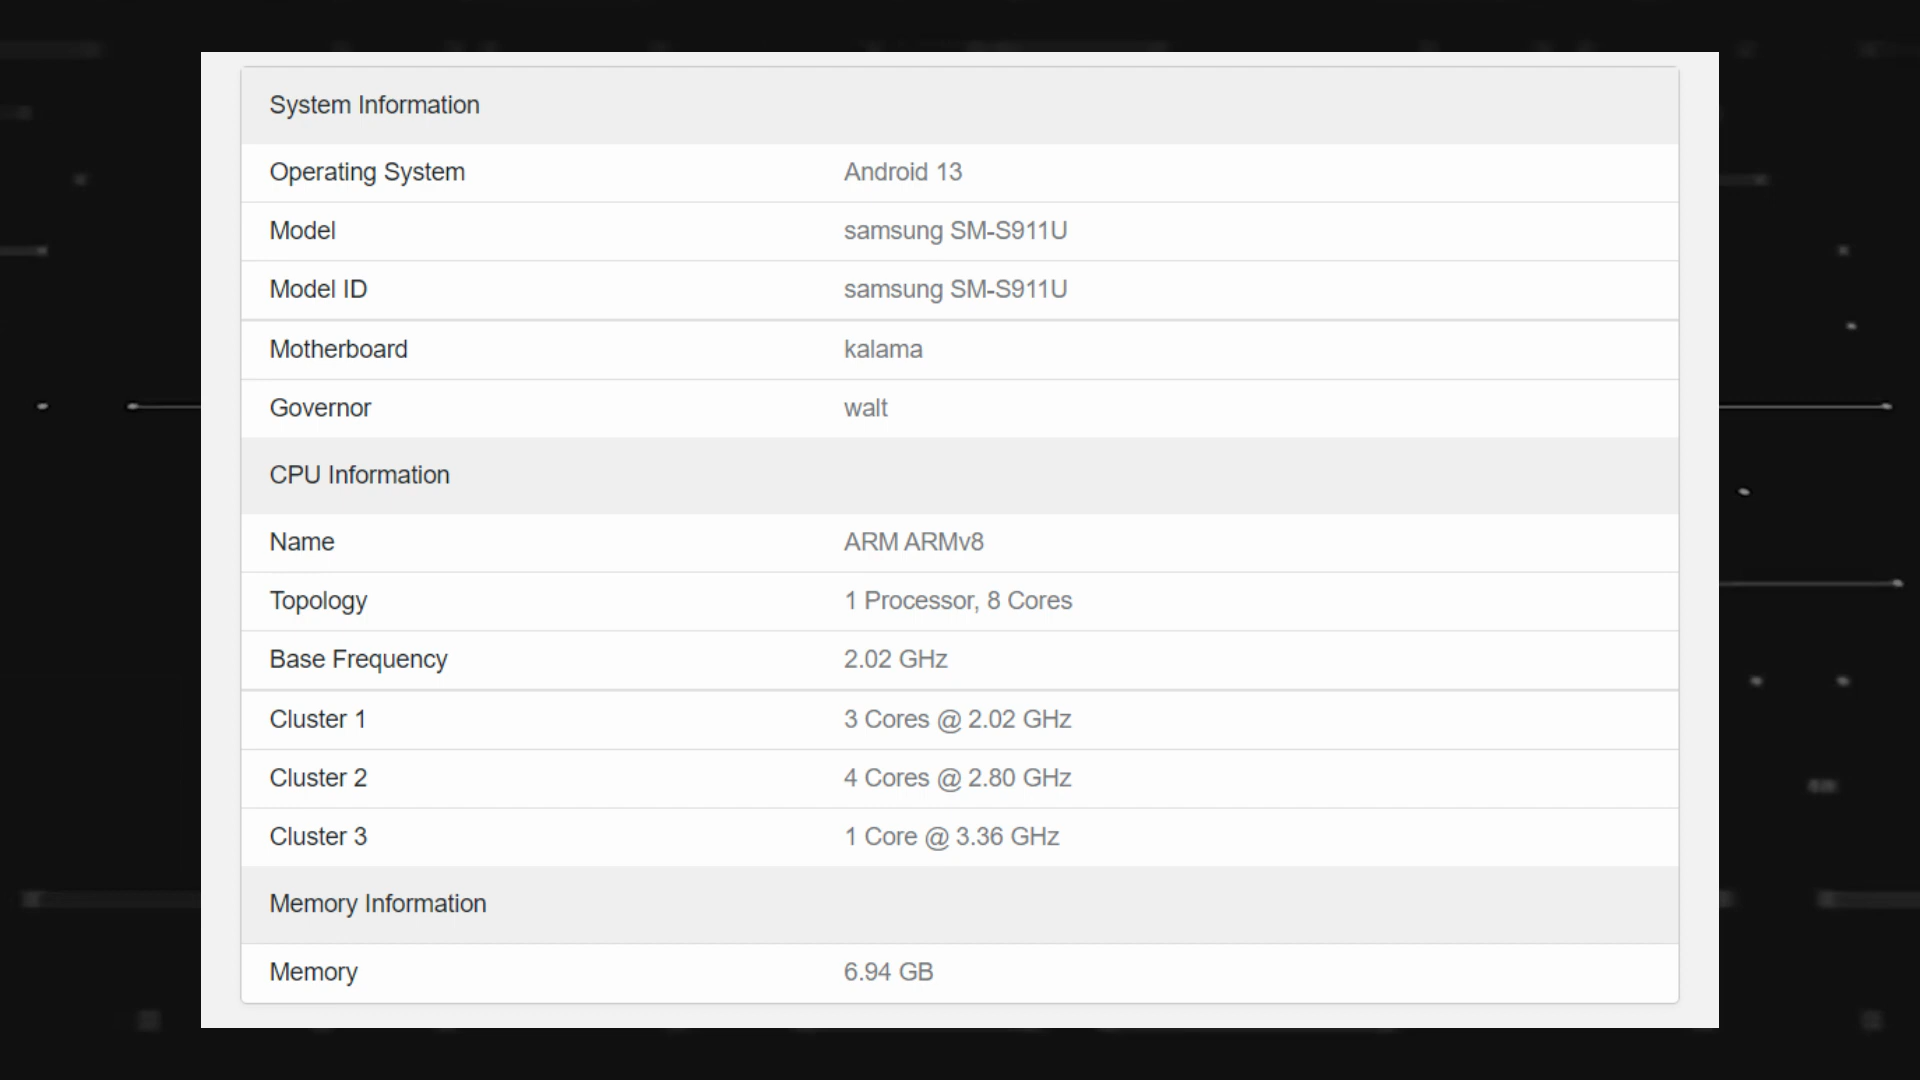 System Information
Operating System Android 13
Model samsung SM-S911U
Model ID samsung SM-S911U
Motherboard kalama
Governor walt
CPU Information
Name ARM ARMv8
Topology 1 Processor, 8 Cores
Base Frequency 2.02 GHz
Cluster 1 3 Cores @ 2.02 GHz
Cluster 2 4 Cores @ 2.80 GHz
Cluster 3 1 Core @ 3.36 GHz
Memory Information
Memory 6.94 GB